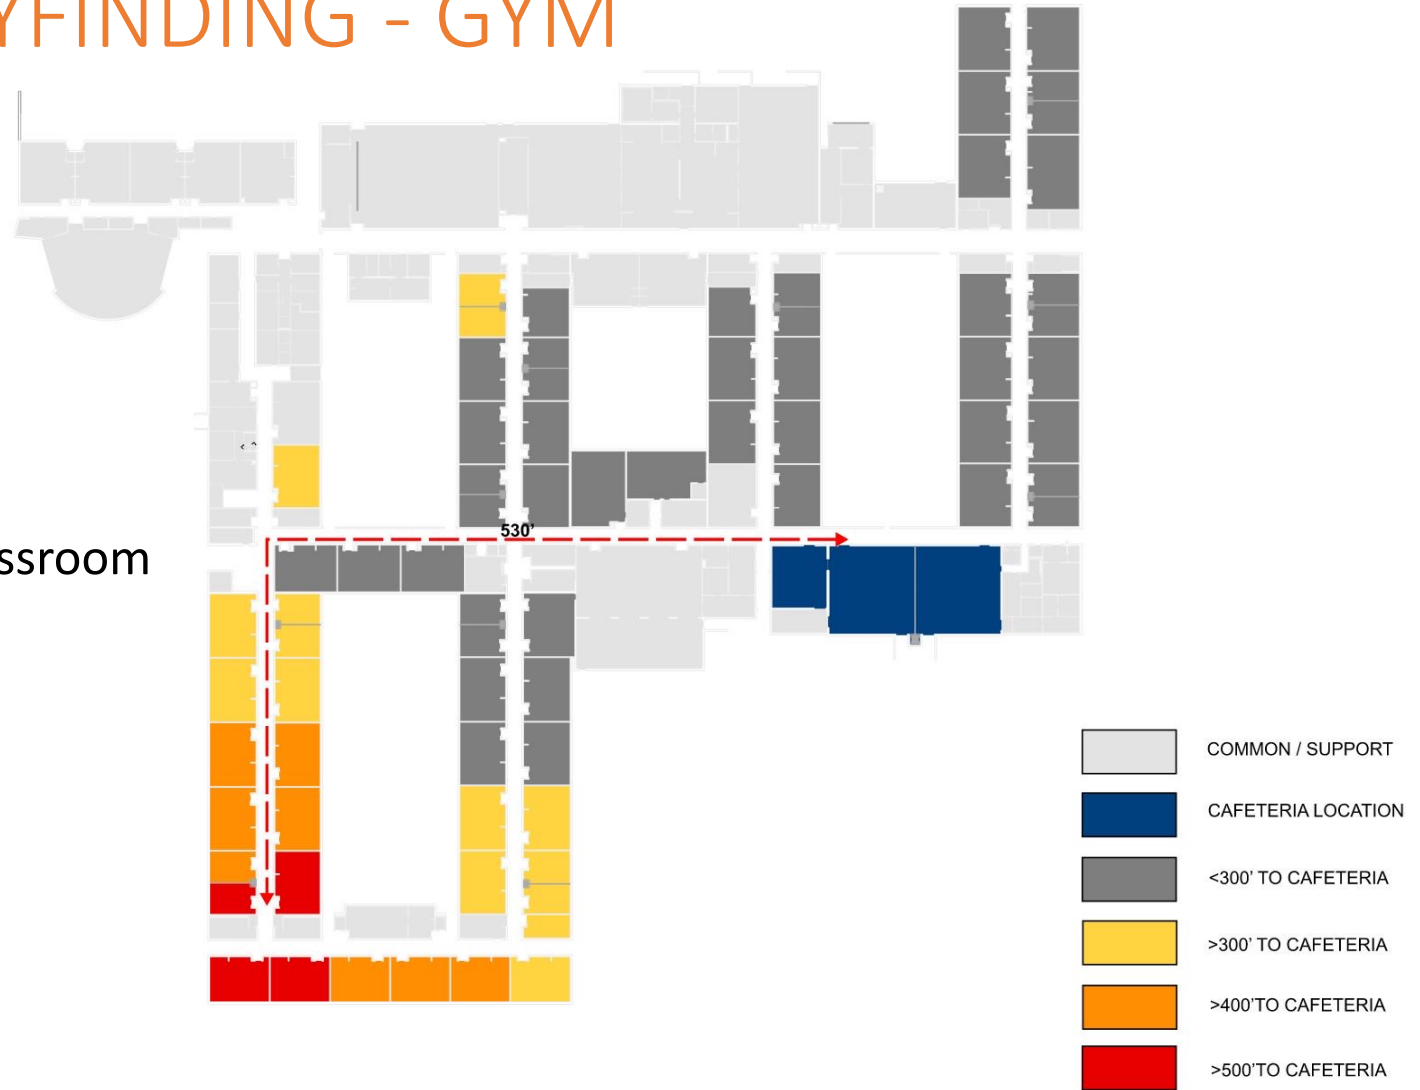 YFINDING - GYM
530'
ssroom
COMMON / SUPPORT
CAFETERIA LOCATION
<300' TO CAFETERIA
>300' TO CAFETERIA
>400'TO CAFETERIA
>500'TO CAFETERIA